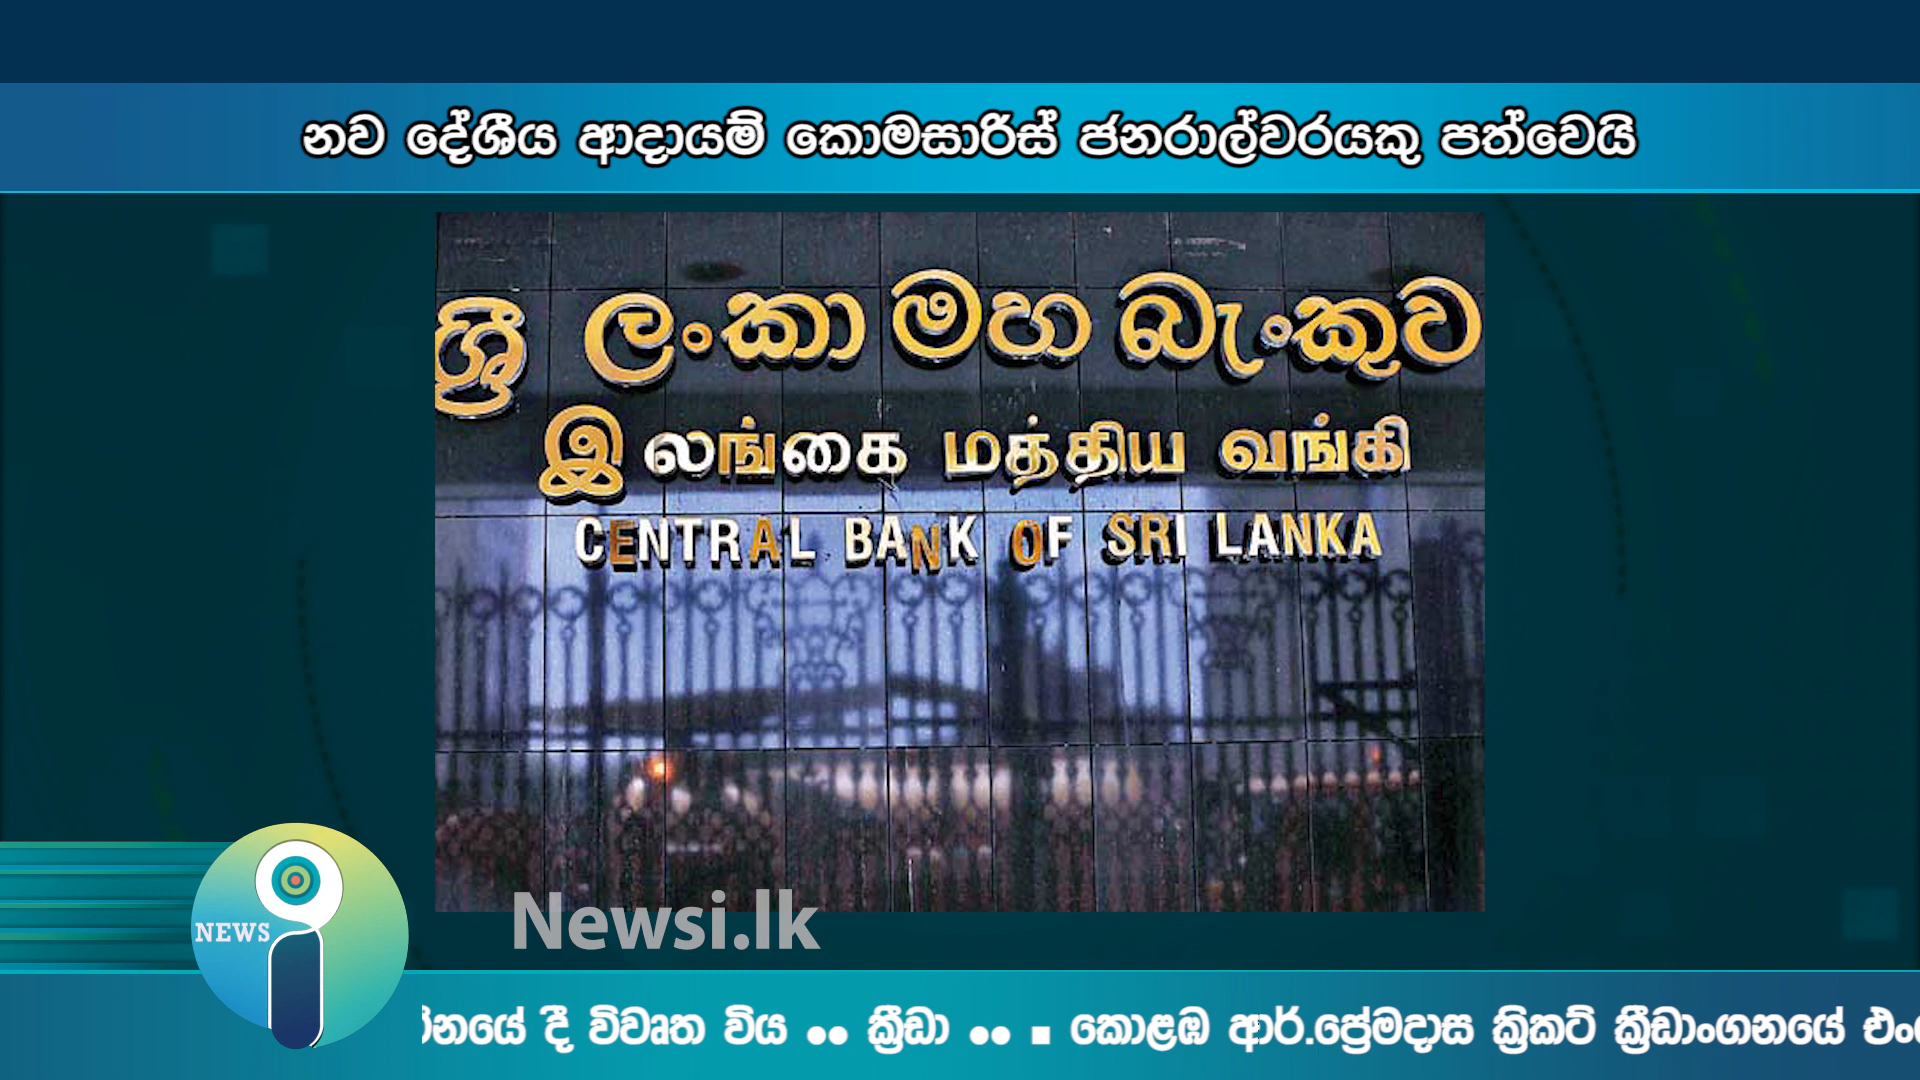 නව දේශීය ආදායම් කොමසාරිස් ජනරාල්වරයකු පත්වෙයි
ශ්‍රී ලංකා මහ බැංකුව
இலங்கை மத்திய வங்கி
CENTRAL BANK OF SRI LANKA
Newsi.lk
NEWS
දී විවෘත විය •• ක්‍රීඩා •• ■ කොළඹ ආර්.ප්‍රේමදාස ක්‍රිකට් ක්‍රීඩාංගනයේ